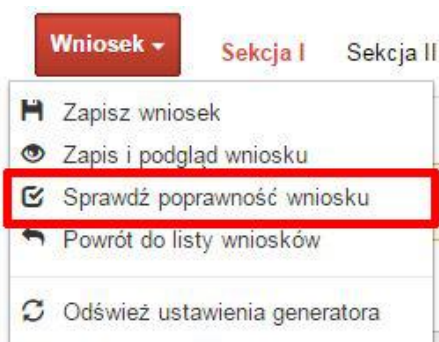 Wniosek Sekcja I Sekcja II
Zapisz wniosek
Zapis i podgląd wniosku
Sprawdź poprawność wniosku
Powrót do listy wniosków
Odśwież ustawienia generatora